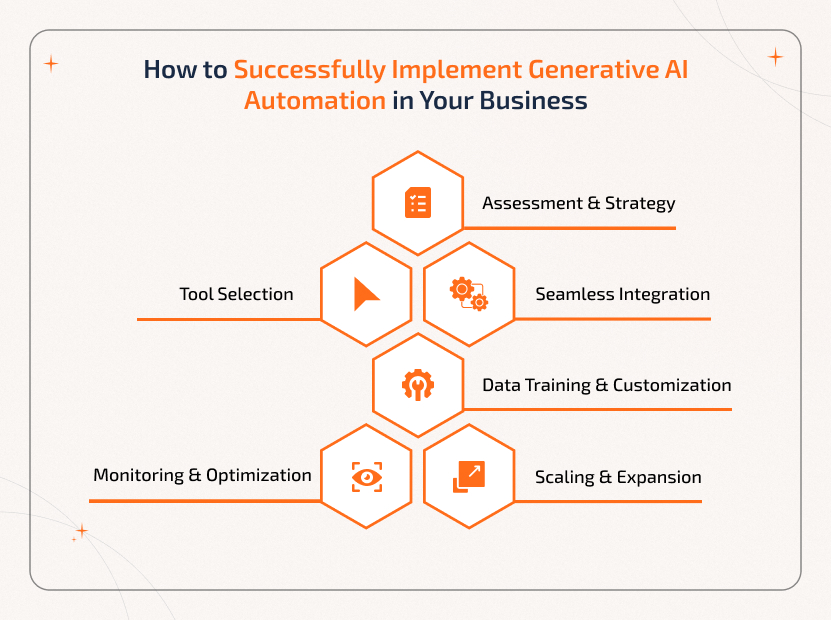 How to Successfully Implement Generative AI
Automation in Your Business
Assessment & Strategy
Tool Selection
Seamless Integration
Data Training & Customization
Monitoring & Optimization
Scaling & Expansion